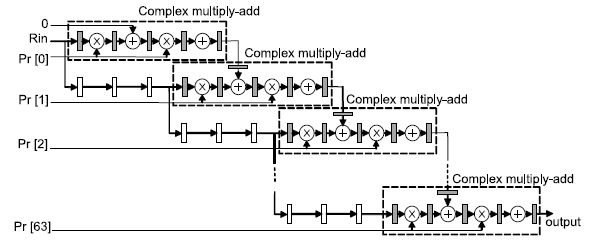 Complex multiply-add
0
Rin
Pr [0]
Complex multiply-add
Pr [1]
Complex multiply-add
Pr [2]
Complex multiply-add
Pr [63]
output